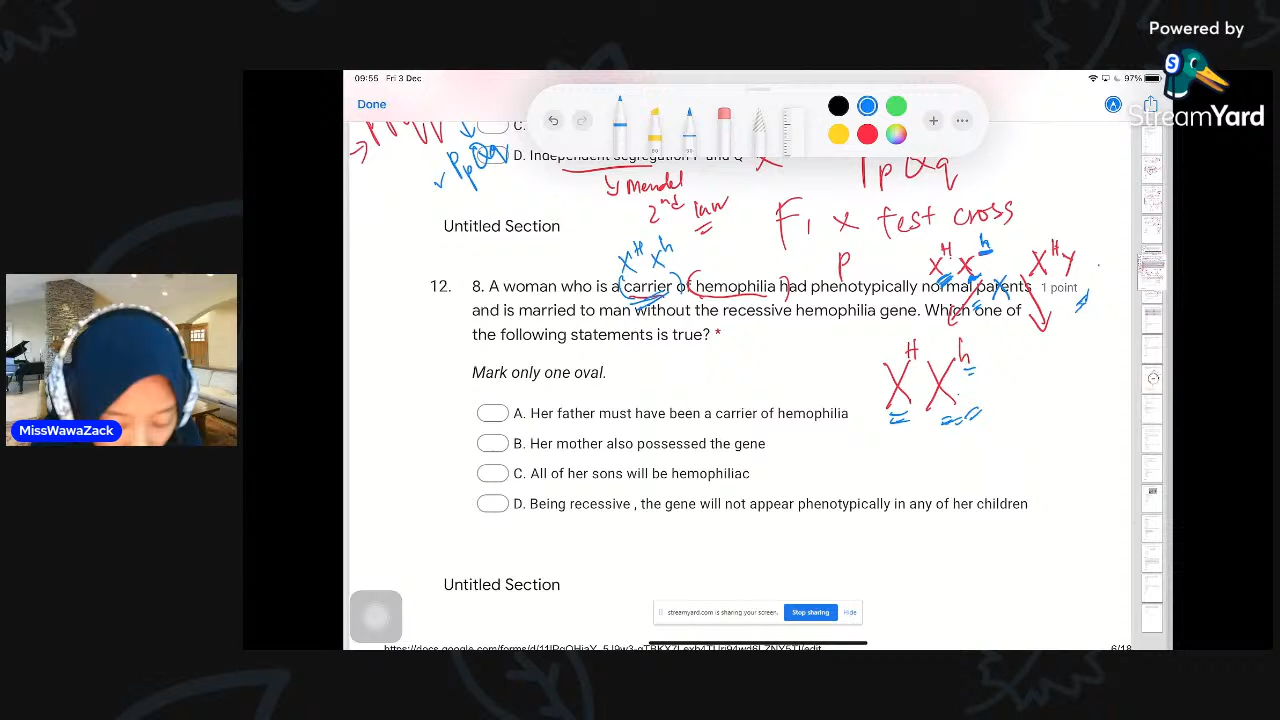 Powered by
StreamYard
09:55 Fri 3 Dec
97%
Done
C.
PpQq
D. Independent segregation P and Q
PpQq
↳ Mendel
2nd law
F1 x test cross
Untitled Section
X^H X^h
P
X^H X^h
x
X^H Y
12. 8. A woman who is a carrier of hemophilia had phenotypically normal parents 1 point
and is married to man without the recessive hemophilia gene. Which one of
the following statements is true? *
X^H X^h
Mark only one oval.
A. Her father must have been a carrier of hemophilia
B. Her mother also possessed the gene
C. All of her sons will be hemophiliac
D. Being recessive , the gene will not appear phenotypically in any of her children
MissWawaZack
Untitled Section
streamyard.com is sharing your screen.
Stop sharing
Hide
6/18